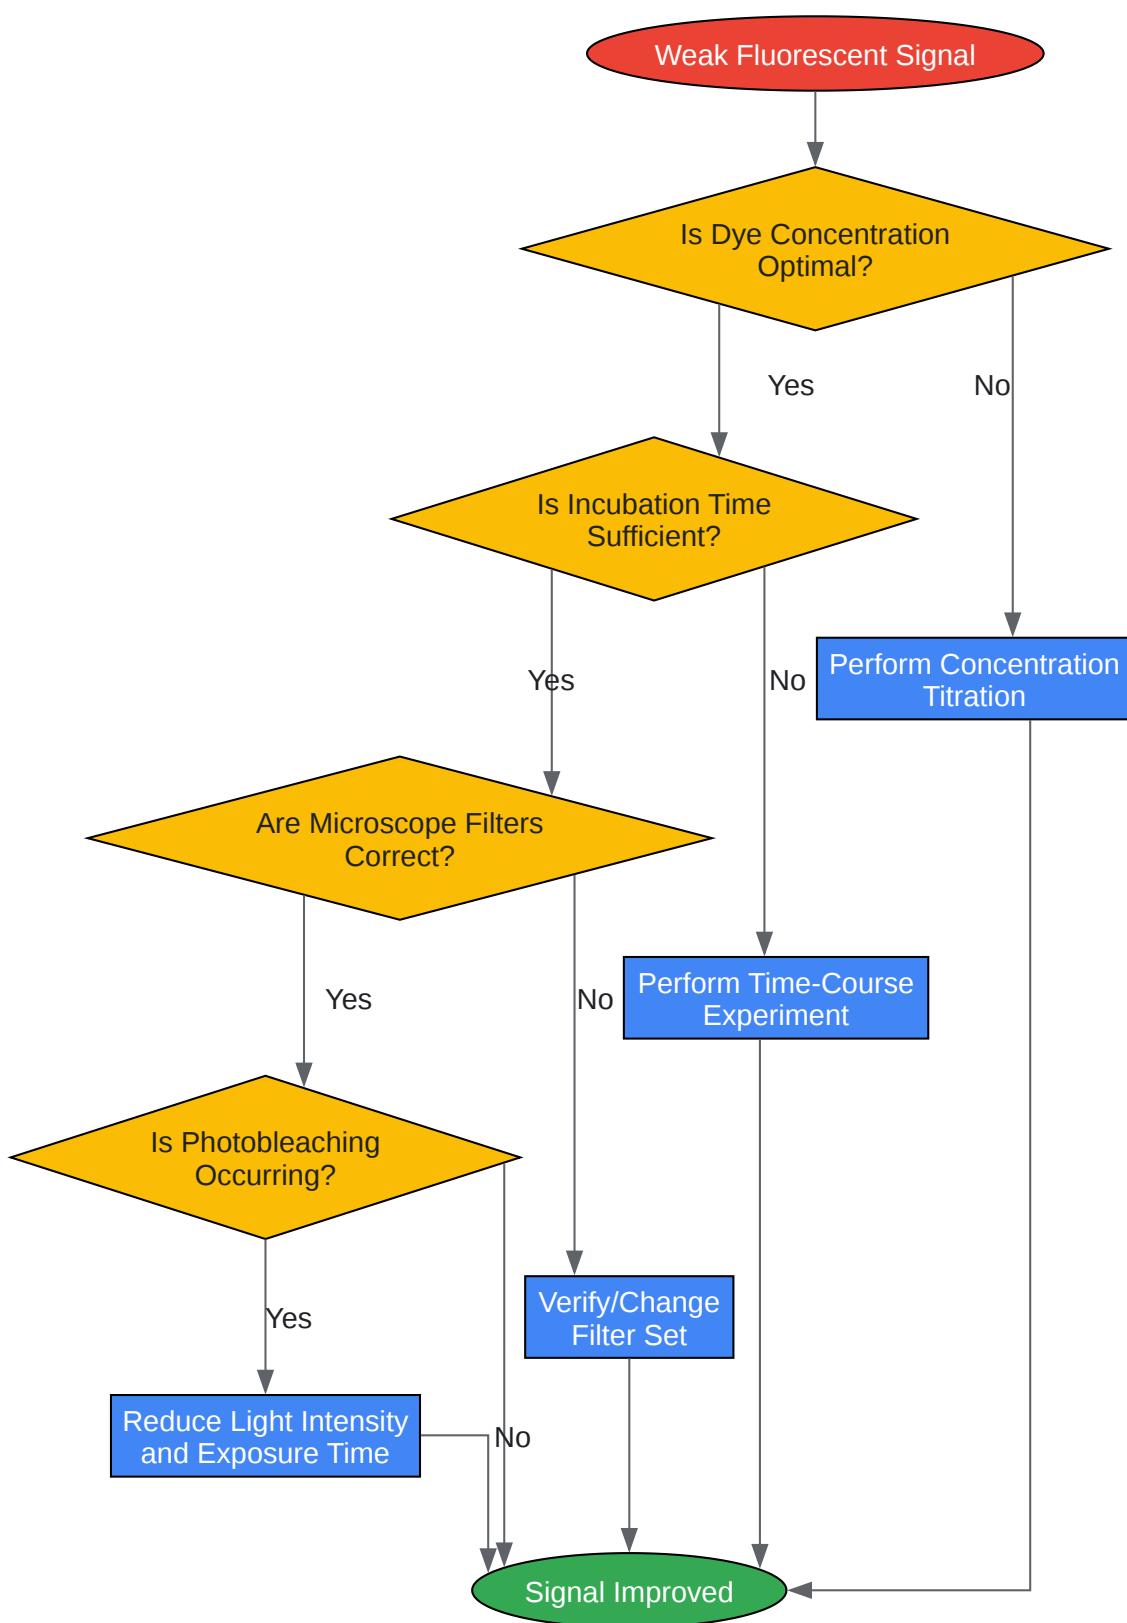 Weak Fluorescent Signal
Is Dye Concentration
Optimal?
Yes
No
Is Incubation Time
Sufficient?
Yes
No
Perform Concentration
Titration
Are Microscope Filters
Correct?
Yes
No
Perform Time-Course
Experiment
Is Photobleaching
Occurring?
Yes
Verify/Change
Filter Set
Reduce Light Intensity
and Exposure Time
No
Signal Improved